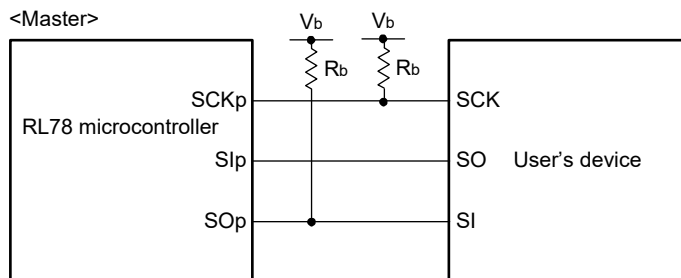 <Master>
Vb
Vb
Rb
Rb
SCKp
SCK
RL78 microcontroller
SIp
SO
User's device
SOp
SI